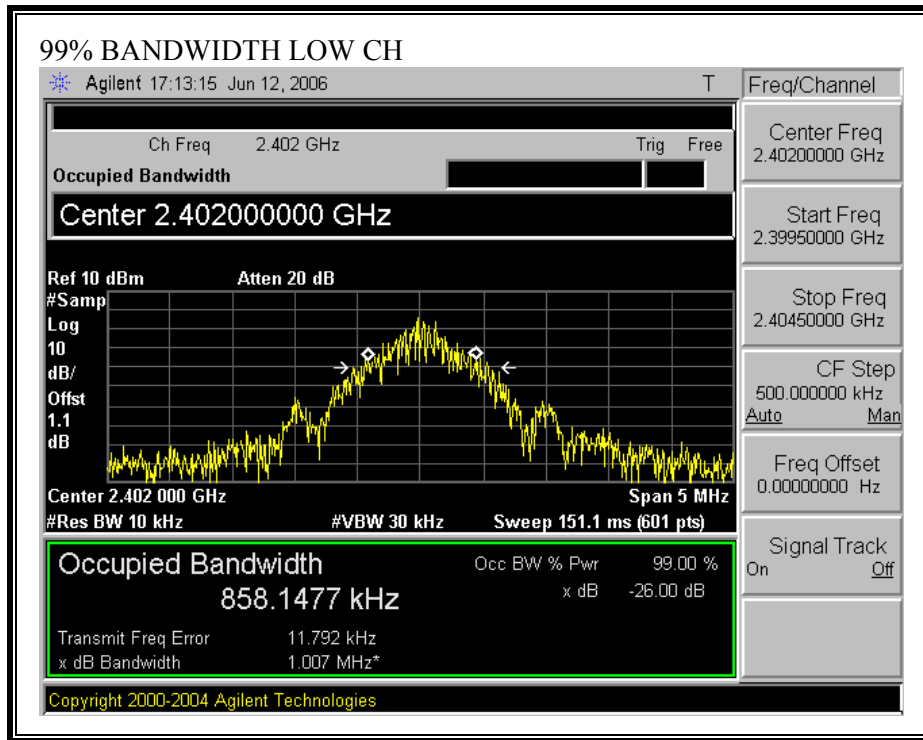 99% BANDWIDTH LOW CH
Agilent 17:13:15 Jun 12, 2006 T
Freq/Channel
Ch Freq 2.402 GHz Trig Free
Occupied Bandwidth
Center 2.402000000 GHz
Ref 10 dBm Atten 20 dB
#Samp
Log
10
dB/
Offst
1.1
dB
Center 2.402 000 GHz Span 5 MHz
#Res BW 10 kHz #VBW 30 kHz Sweep 151.1 ms (601 pts)
Occupied Bandwidth Occ BW % Pwr 99.00 %
858.1477 kHz x dB -26.00 dB
Transmit Freq Error 11.792 kHz
x dB Bandwidth 1.007 MHz*
Copyright 2000-2004 Agilent Technologies
Center Freq
2.40200000 GHz
Start Freq
2.39950000 GHz
Stop Freq
2.40450000 GHz
CF Step
500.000000 kHz
Auto Man
Freq Offset
0.00000000 Hz
Signal Track
On Off